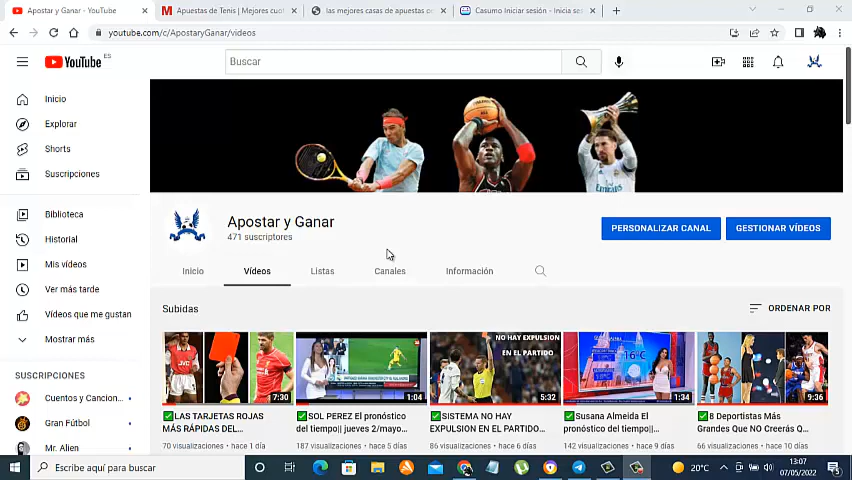 Apostar y Ganar - YouTube
Apuestas de Tenis | Mejores cuot
las mejores casas de apuestas pe
Casumo Iniciar sesión - Inicia se
youtube.com/c/ApostaryGanar/videos
YouTube ES
Buscar
Inicio
Explorar
Shorts
Suscripciones
Biblioteca
Historial
Mis vídeos
Ver más tarde
Vídeos que me gustan
Mostrar más
SUSCRIPCIONES
Cuentos y Cancion...
Gran Fútbol
Mr. Alien
Apostar y Ganar
471 suscriptores
PERSONALIZAR CANAL
GESTIONAR VÍDEOS
Inicio
Vídeos
Listas
Canales
Información
Subidas
ORDENAR POR
JVC
7:30
1:04
NO HAY EXPULSION
EN EL PARTIDO
5:32
16°C
1:34
9:36
✅LAS TARJETAS ROJAS
MÁS RÁPIDAS DEL...
70 visualizaciones • hace 1 día
✅SOL PEREZ El pronóstico
del tiempo|| jueves 2/mayo...
187 visualizaciones • hace 5 días
✅SISTEMA NO HAY
EXPULSION EN EL PARTIDO...
86 visualizaciones • hace 6 días
✅Susana Almeida El
pronóstico del tiempo||...
142 visualizaciones • hace 9 días
✅8 Deportistas Más
Grandes Que NO Creerás Q...
66 visualizaciones • hace 10 días
Escribe aquí para buscar
20°C
13:07
07/05/2022